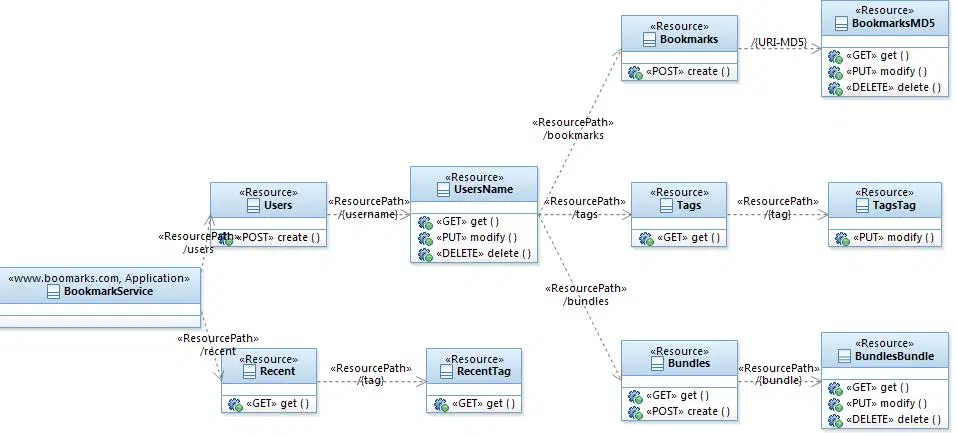 «www.boomarks.com, Application»
BookmarkService
«ResourcePath»
/users
«Resource»
Users
«POST» create ( )
«ResourcePath»
/{username}
«Resource»
UsersName
«GET» get ( )
«PUT» modify ( )
«DELETE» delete ( )
«ResourcePath»
/bookmarks
«Resource»
Bookmarks
«POST» create ( )
/{URI-MD5}
«Resource»
BookmarksMD5
«GET» get ( )
«PUT» modify ( )
«DELETE» delete ( )
«ResourcePath»
/tags
«Resource»
Tags
«GET» get ( )
«ResourcePath»
/{tag}
«Resource»
TagsTag
«PUT» modify ( )
«ResourcePath»
/bundles
«Resource»
Bundles
«GET» get ( )
«POST» create ( )
«ResourcePath»
/{bundle}
«Resource»
BundlesBundle
«GET» get ( )
«PUT» modify ( )
«DELETE» delete ( )
«ResourcePath»
/recent
«Resource»
Recent
«GET» get ( )
«ResourcePath»
/{tag}
«Resource»
RecentTag
«GET» get ( )